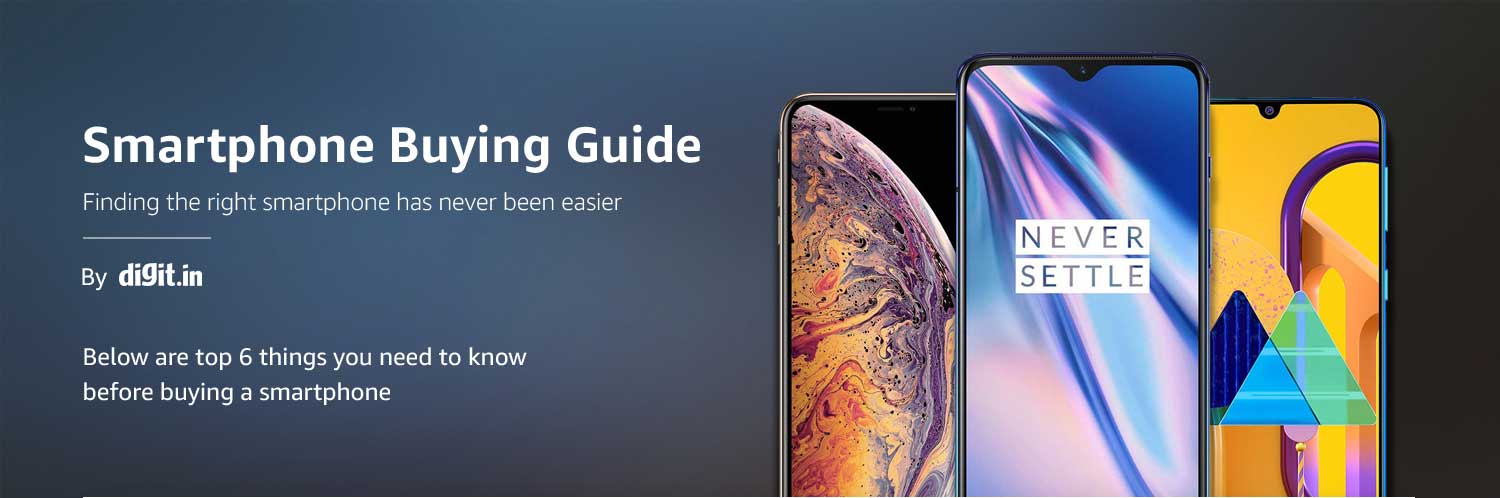 Smartphone Buying Guide
Finding the right smartphone has never been easier
By digit.in
Below are top 6 things you need to know
before buying a smartphone
NEVER
SETTLE